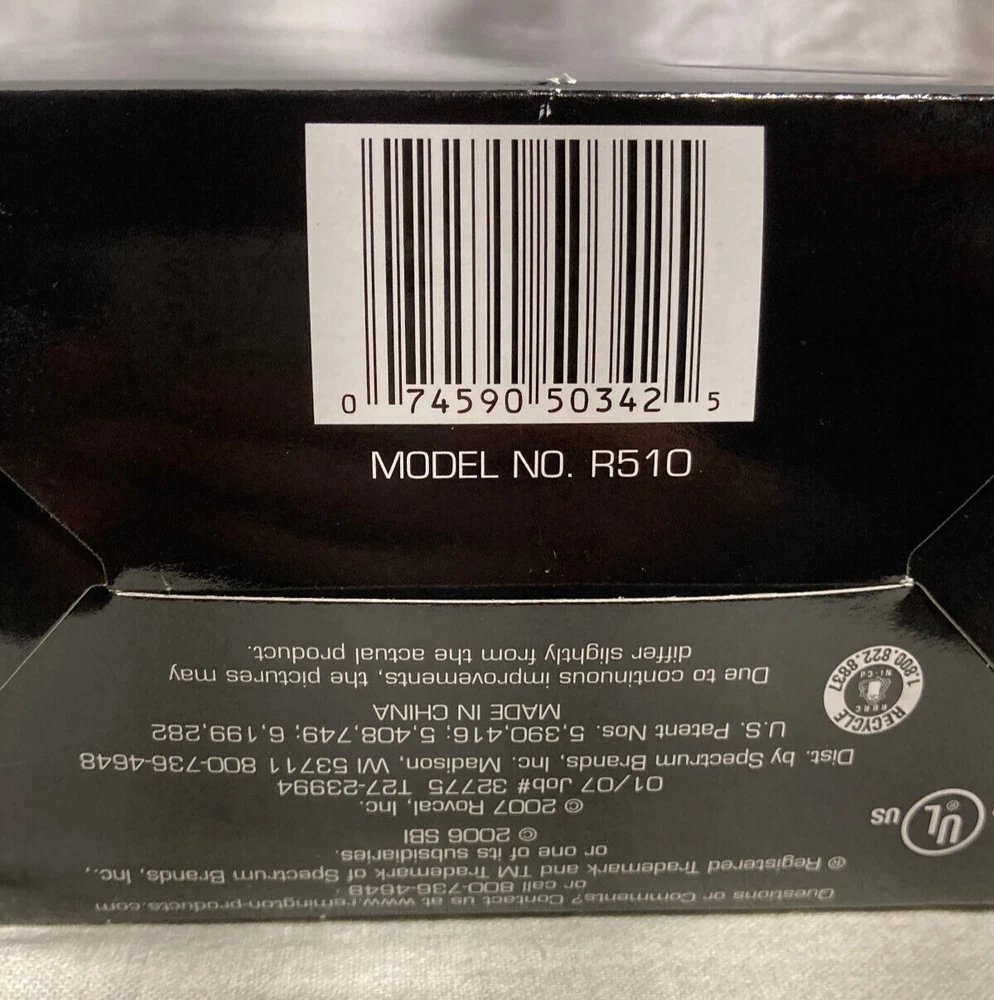 0 74590 50342 5
MODEL NO. R510
Questions or Comments? Contact us at www.remington-products.com
or call 800-736-4648
® Registered Trademark and TM Trademark of Spectrum Brands, Inc.,
or one of its subsidiaries.
© 2006 SBI
© 2007 Rovcal, Inc.
01/07 Job# 32775 T27-23994
Dist. by Spectrum Brands, Inc. Madison, WI 53711 800-736-4648
U.S. Patent Nos. 5,390,416; 5,408,749; 6,199,282
MADE IN CHINA
Due to continuous improvements, the pictures may
differ slightly from the actual product.
UL® US
RECYCLE
RBRC
NI-Cd
1.800.822.8837